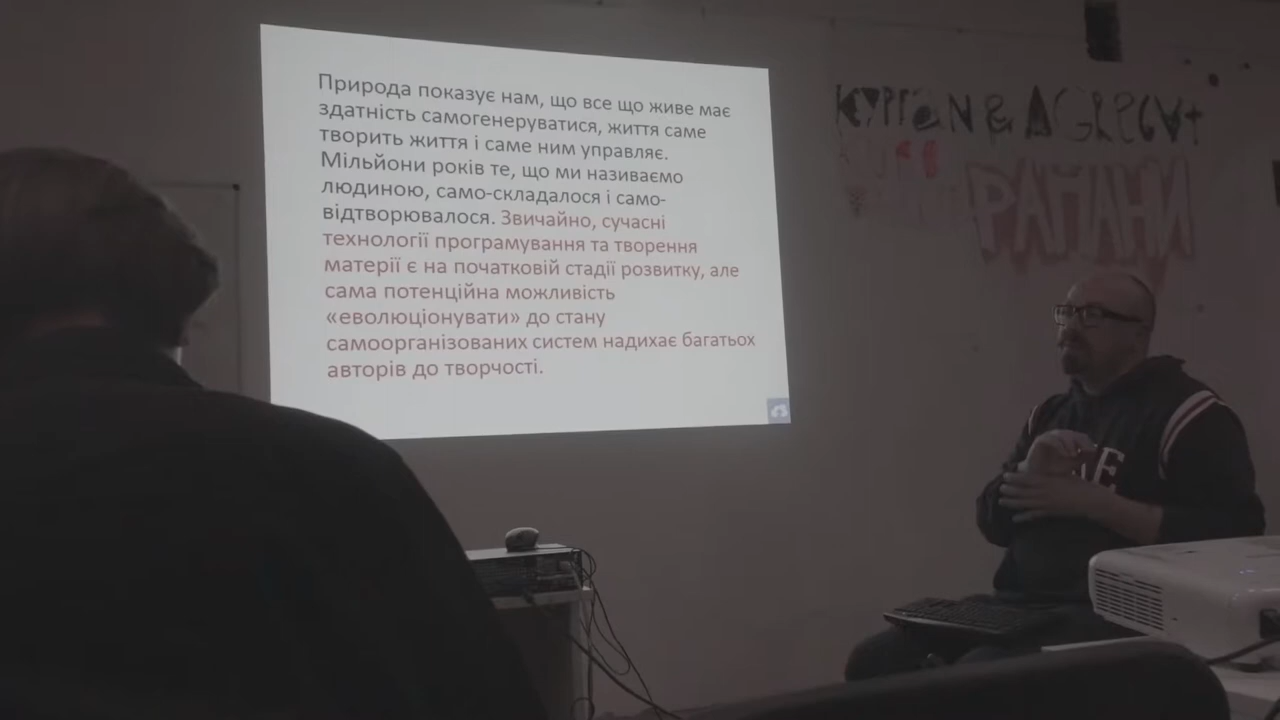 Природа показує нам, що все що живе має
здатність самогенеруватися, життя саме
творить життя і саме ним управляє.
Мільйони років те, що ми називаємо
людиною, само-складалося і само-
відтворювалося. Звичайно, сучасні
технології програмування та творення
матерії є на початковій стадії розвитку, але
сама потенційна можливість
«еволюціонувати» до стану
самоорганізованих систем надихає багатьох
авторів до творчості.